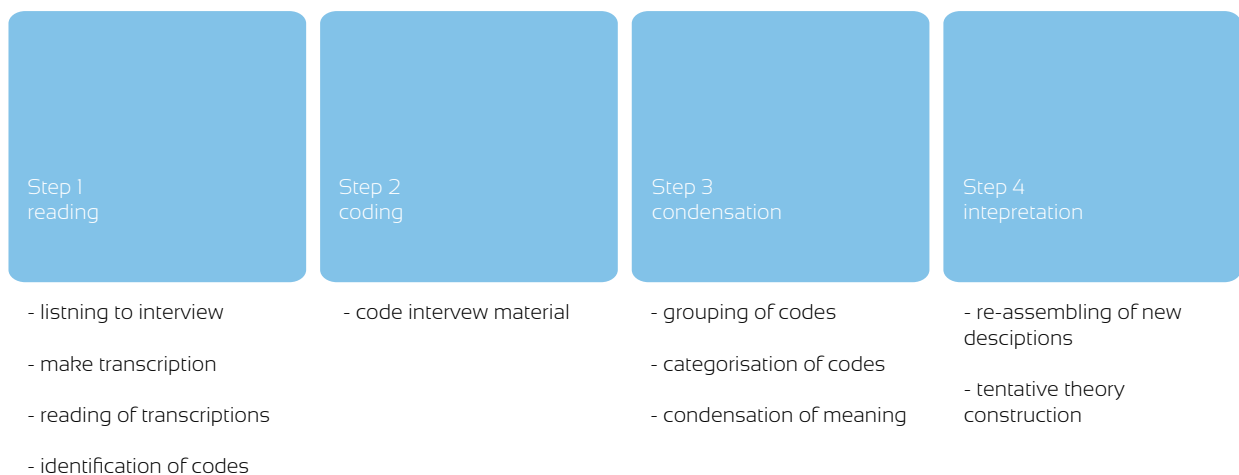 Step 1
reading
Step 2
coding
Step 3
condensation
Step 4
intepretation
- listning to interview
- make transcription
- reading of transcriptions
- identification of codes
- code intervew material
- grouping of codes
- categorisation of codes
- condensation of meaning
- re-assembling of new
desciptions
- tentative theory
construction